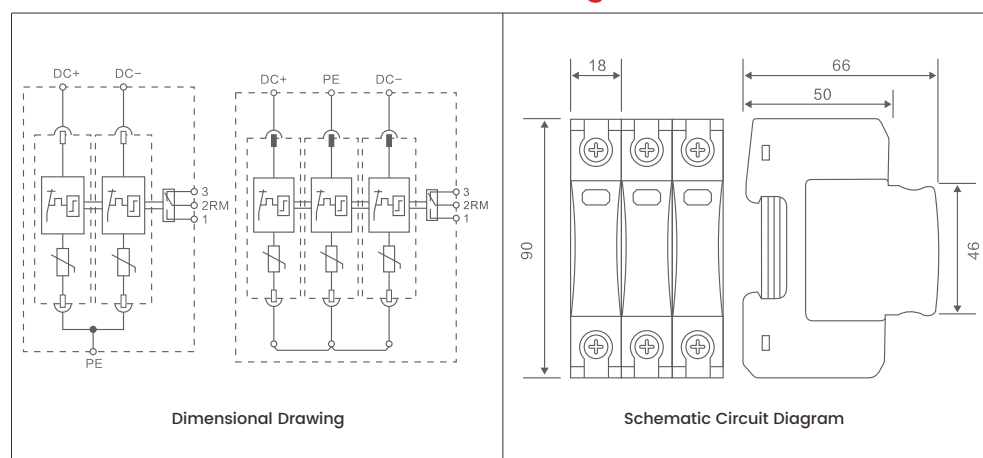 DC+ DC−
3
2RM
1
PE
DC+ PE DC−
3
2RM
1
Dimensional Drawing
18
90
66
50
46
Schematic Circuit Diagram